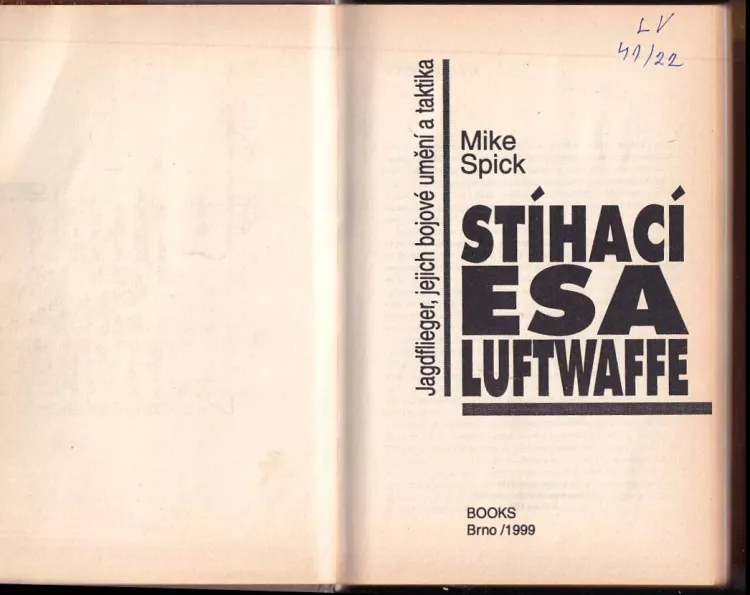 LV
41/22
Jagdflieger, jejich bojové umění a taktika
Mike
Spick
STÍHACÍ
ESA
LUFTWAFFE
BOOKS
Brno /1999